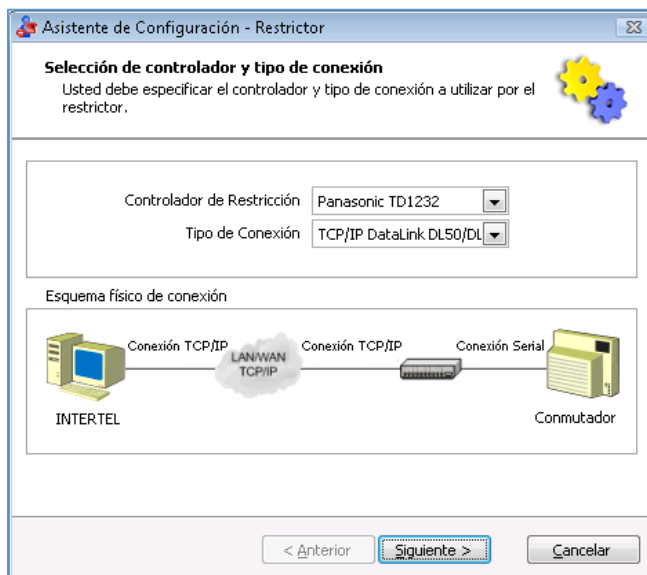 Asistente de Configuración - Restrictor
Selección de controlador y tipo de conexión
Usted debe especificar el controlador y tipo de conexión a utilizar por el
restrictor.
Controlador de Restricción
Panasonic TD1232
Tipo de Conexión
TCP/IP DataLink DL50/DL
Esquema físico de conexión
Conexión TCP/IP
LAN/WAN
TCP/IP
Conexión TCP/IP
Conexión Serial
INTERTEL
Conmutador
< Anterior
Siguiente >
Cancelar